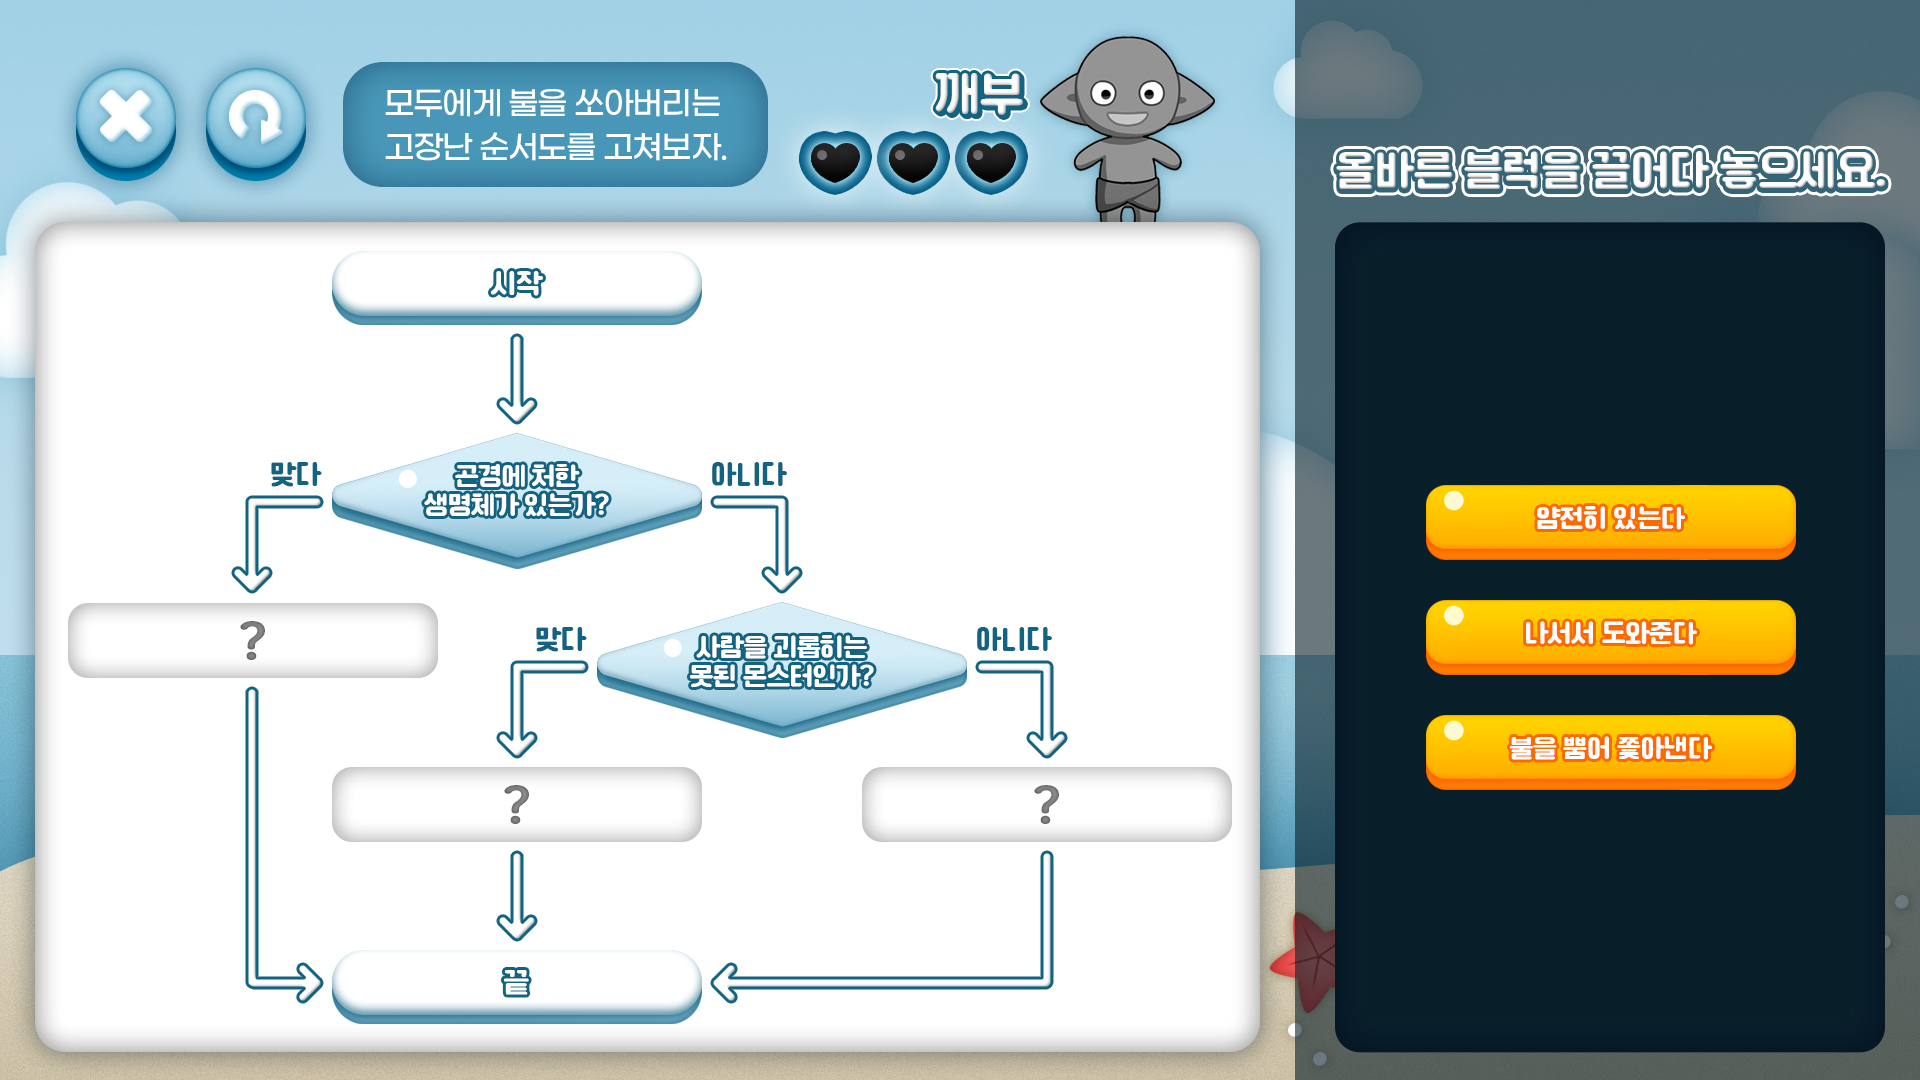 모두에게 불을 쏘아버리는
고장난 순서도를 고쳐보자.
깨부
올바른 블럭을 끌어다 놓으세요.
시작
맞다
곤경에 처한
생명체가 있는가?
아니다
?
맞다
사람을 괴롭히는
못된 몬스터인가?
아니다
?
?
끝
얌전히 있는다
나서서 도와준다
불을 뿜어 쫓아낸다